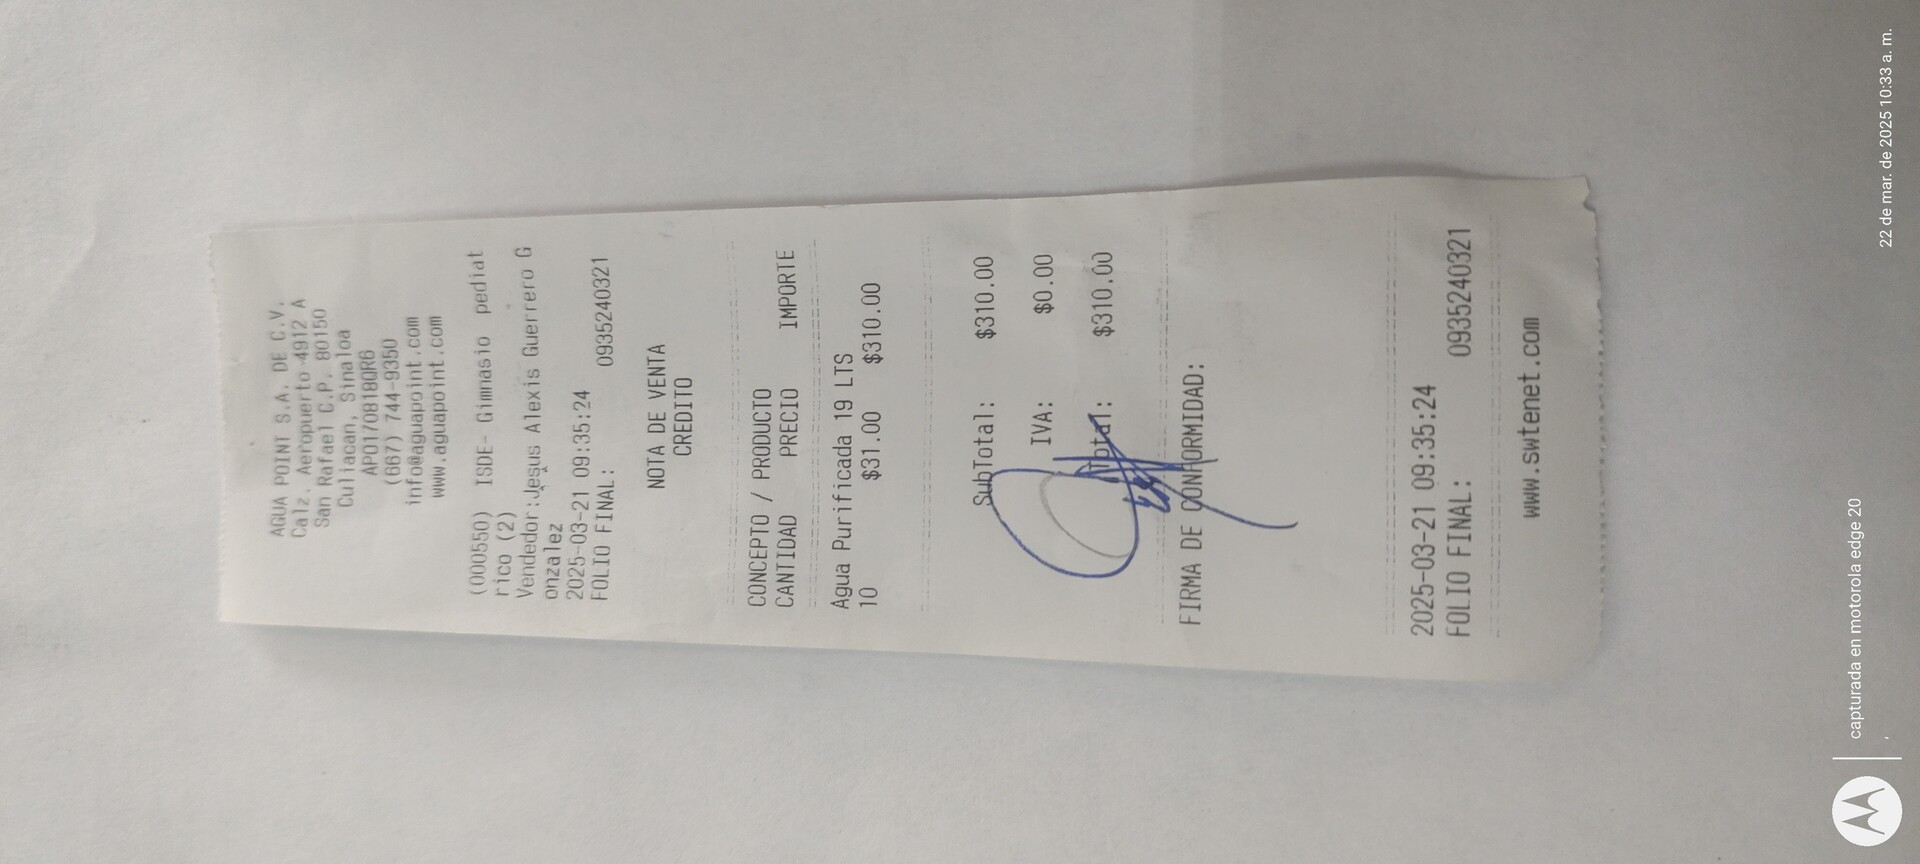 AGUA POINT S.A. DE C.V.
Calz. Aeropuerto 4912 A
San Rafael C.P. 80150
Culiacan, Sinaloa
APO1708180R6
(667) 744-9350
info@aguapoint.com
www.aguapoint.com
(000550) ISDE- Gimnasio pediat
rico (2)
Vendedor:Jesus Alexis Guerrero G
onzalez
2025-03-21 09:35:24
FOLIO FINAL: 0935240321
NOTA DE VENTA
CREDITO
CONCEPTO / PRODUCTO
CANTIDAD PRECIO IMPORTE
Agua Purificada 19 LTS
10 $31.00 $310.00
SubTotal: $310.00
IVA: $0.00
Total: $310.00
FIRMA DE CONFORMIDAD:
2025-03-21 09:35:24
FOLIO FINAL: 0935240321
www.swtenet.com
capturada en motorola edge 20
22 de mar. de 2025 10:33 a. m.